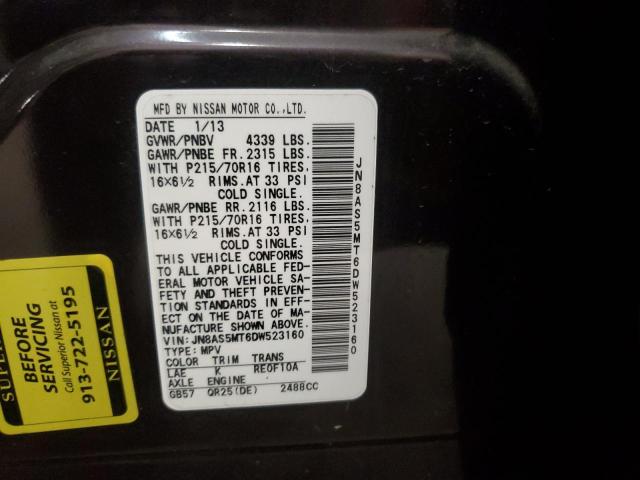 MFD BY NISSAN MOTOR CO.,LTD.
DATE 1/13
GVWR/PNBV 4339 LBS.
GAWR/PNBE FR. 2315 LBS.
WITH P215/70R16 TIRES,
16×6½ RIMS.AT 33 PSI
COLD SINGLE.
GAWR/PNBE RR. 2116 LBS.
WITH P215/70R16 TIRES,
16×6½ RIMS.AT 33 PSI
COLD SINGLE.
THIS VEHICLE CONFORMS
TO ALL APPLICABLE FED-
ERAL MOTOR VEHICLE SA-
FETY AND THEFT PREVEN-
TION STANDARDS IN EFF-
ECT ON THE DATE OF MA-
NUFACTURE SHOWN ABOVE.
VIN: JN8AS5MT6DW523160
TYPE: MPV
COLOR TRIM TRANS
LAE K RE0F10A
AXLE ENGINE
GB57 QR25(DE) 2488CC
JN8AS5MT6DW523160
BEFORE
SERVICING
Call Superior Nissan at
913-722-5195
NISSAN